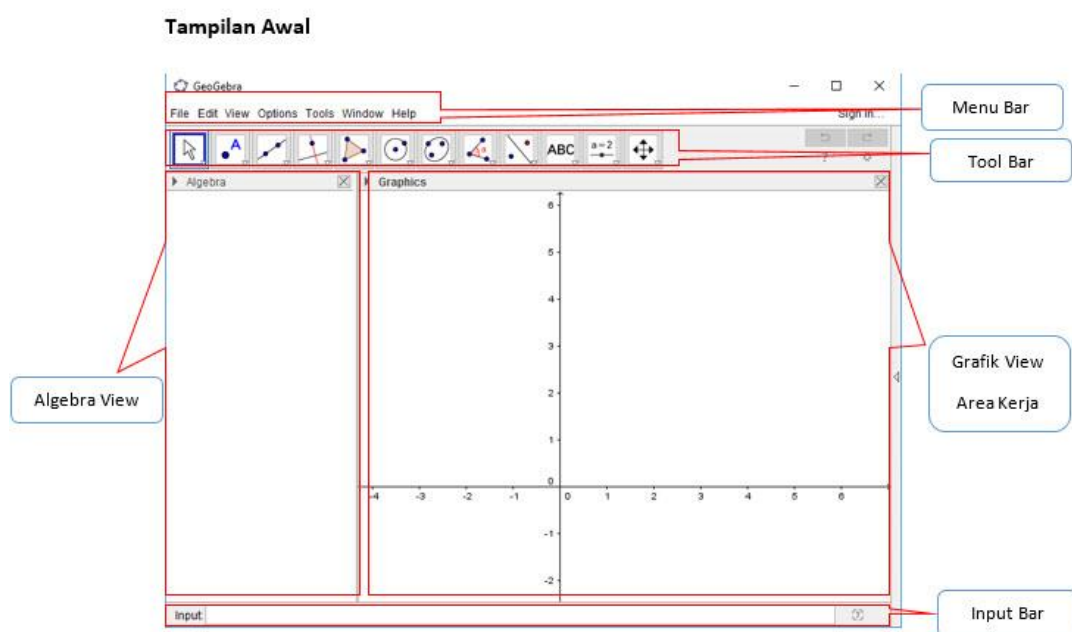 Tampilan Awal
GeoGebra
File Edit View Options Tools Window Help
Sign in...
Menu Bar
A
ABC
a=2
Tool Bar
Algebra
Graphics
6
5
4
3
2
1
0
-4 -3 -2 -1 0 1 2 3 4 5 6
-1
-2
Algebra View
Grafik View
Area Kerja
Input
Input Bar